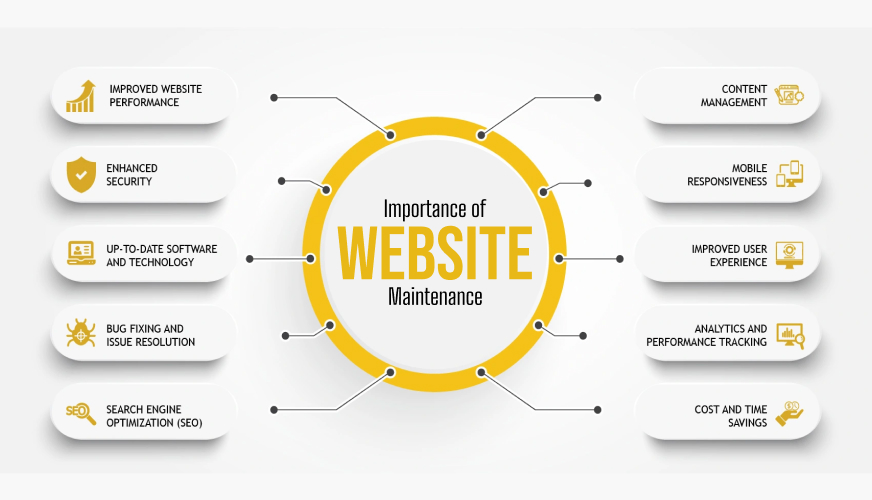 IMPROVED WEBSITE
PERFORMANCE
ENHANCED
SECURITY
UP-TO-DATE SOFTWARE
AND TECHNOLOGY
BUG FIXING AND
ISSUE RESOLUTION
SEO
SEARCH ENGINE
OPTIMIZATION (SEO)
Importance of
WEBSITE
Maintenance
CONTENT
MANAGEMENT
MOBILE
RESPONSIVENESS
IMPROVED USER
EXPERIENCE
ANALYTICS AND
PERFORMANCE TRACKING
COST AND TIME
SAVINGS